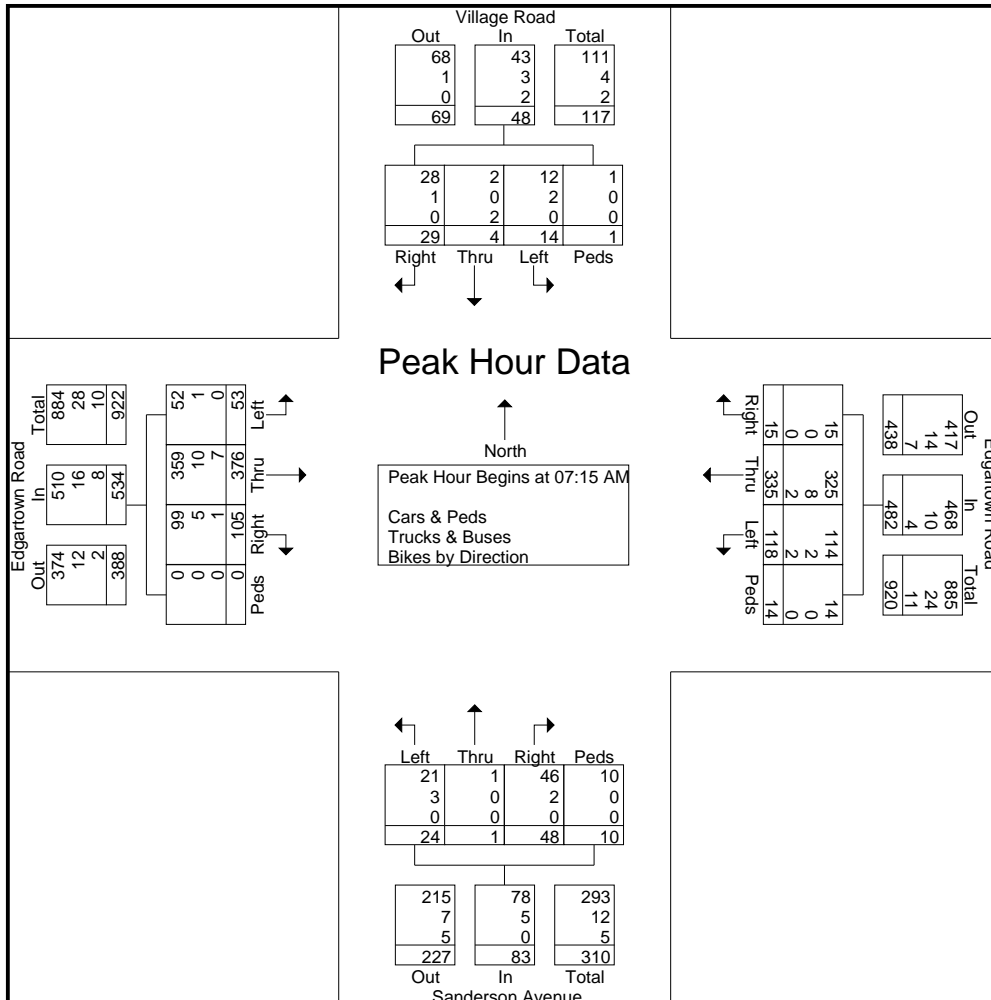 Village Road
Out In Total
68 43 111
1 3 4
0 2 2
69 48 117
28 2 12 1
1 0 2 0
0 2 0 0
29 4 14 1
Right Thru Left Peds
Peak Hour Data
North
Peak Hour Begins at 07:15 AM
Cars & Peds
Trucks & Buses
Bikes by Direction
Edgartown Road
Out In Total
374 510 884
12 16 28
2 8 10
388 534 922
52 359 99 0
1 10 5 0
0 7 1 0
53 376 105 0
Left Thru Right Peds
Edgartown Road
Out In Total
417 468 885
14 10 24
7 4 11
438 482 920
15 325 114 14
0 8 2 0
0 2 2 0
15 335 118 14
Right Thru Left Peds
Left Thru Right Peds
21 1 46 10
3 0 2 0
0 0 0 0
24 1 48 10
215 78 293
7 5 12
5 0 5
227 83 310
Out In Total
Sanderson Avenue